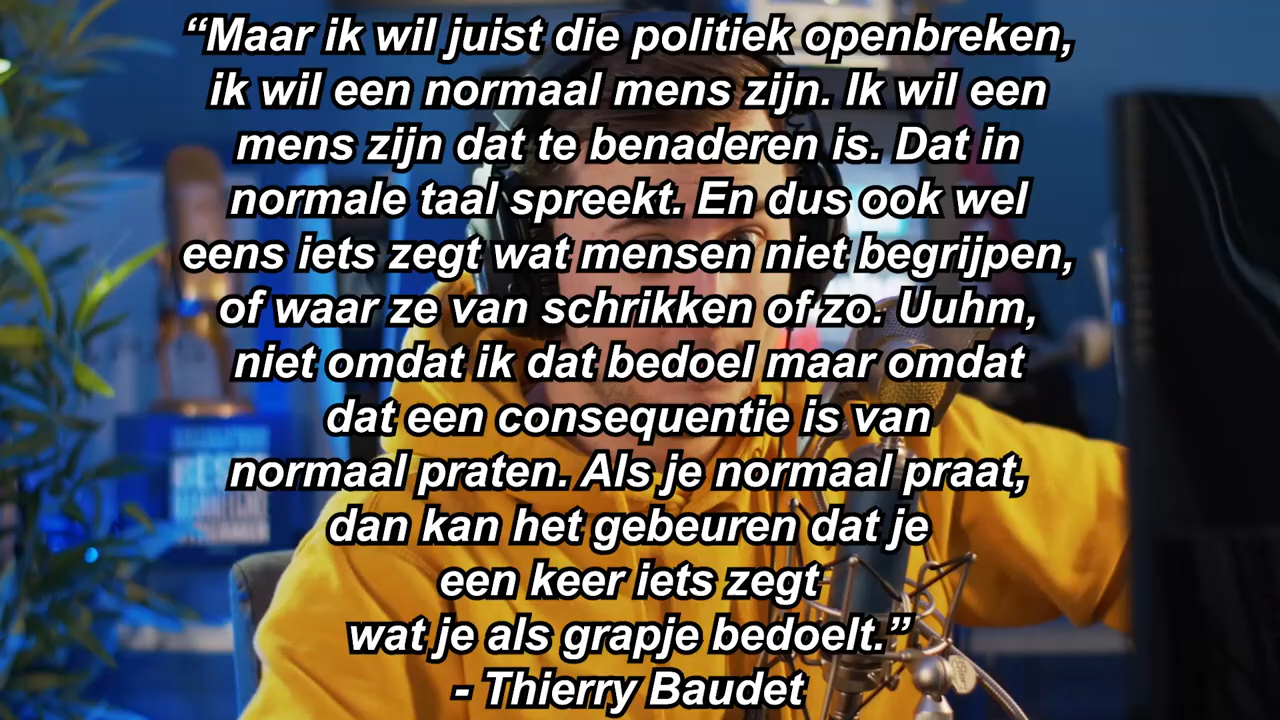 “Maar ik wil juist die politiek openbreken,
ik wil een normaal mens zijn. Ik wil een
mens zijn dat te benaderen is. Dat in
normale taal spreekt. En dus ook wel
eens iets zegt wat mensen niet begrijpen,
of waar ze van schrikken of zo. Uuhm,
niet omdat ik dat bedoel maar omdat
dat een consequentie is van
normaal praten. Als je normaal praat,
dan kan het gebeuren dat je
een keer iets zegt
wat je als grapje bedoelt.”
- Thierry Baudet